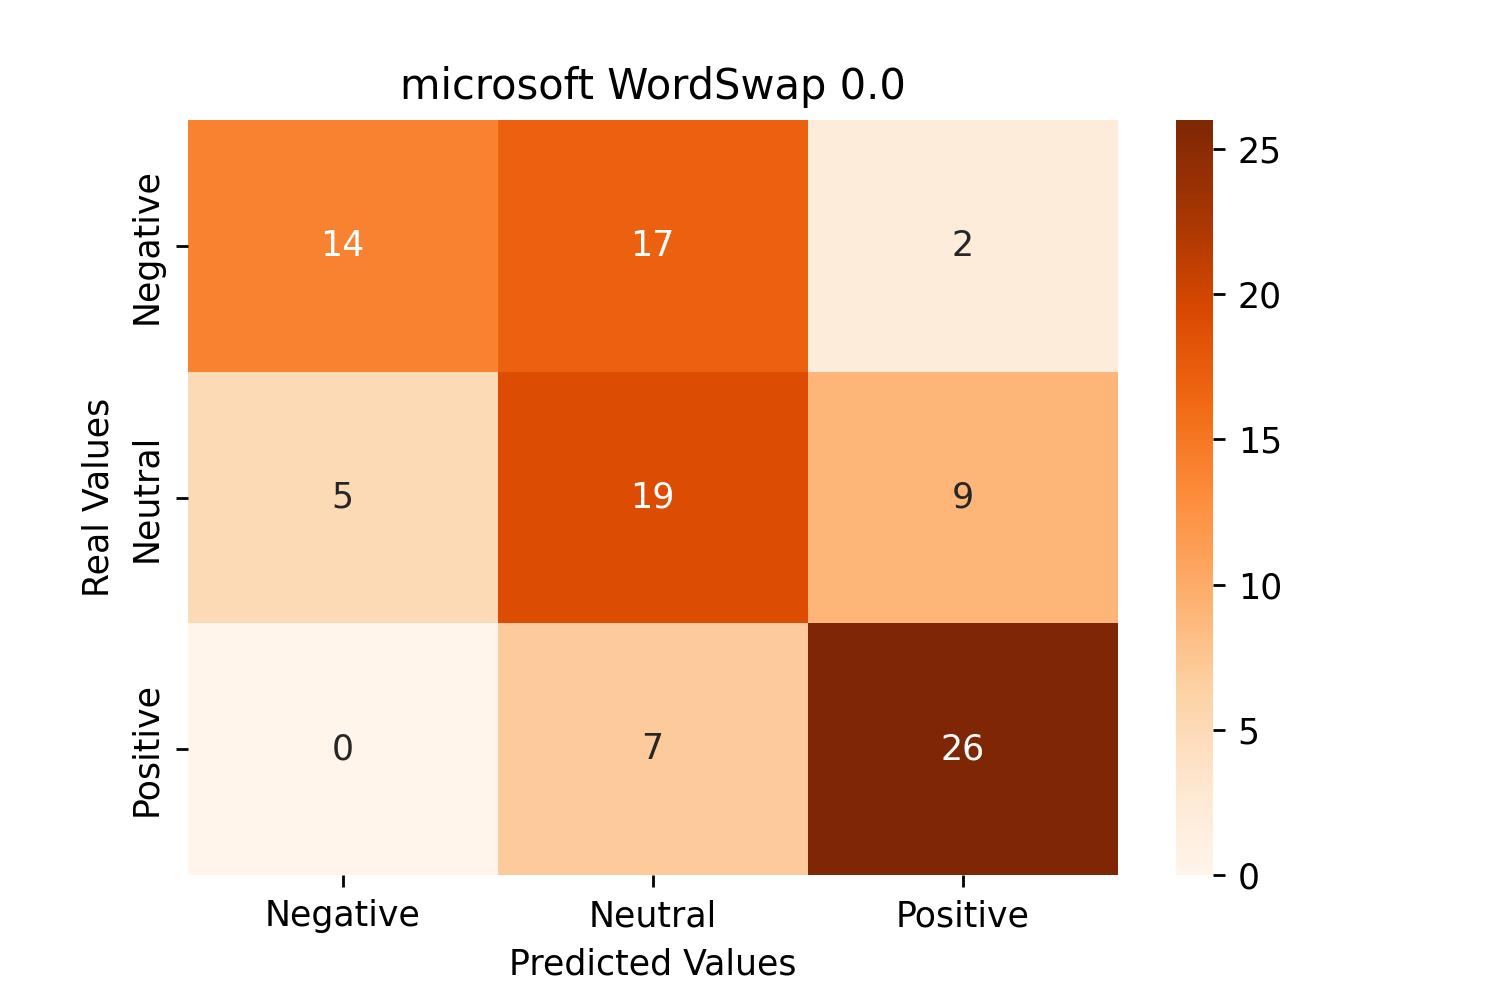 microsoft WordSwap 0.0
Real Values
Negative
14 17 2
Neutral
5 19 9
Positive
0 7 26
Negative Neutral Positive
Predicted Values
25
20
15
10
5
0